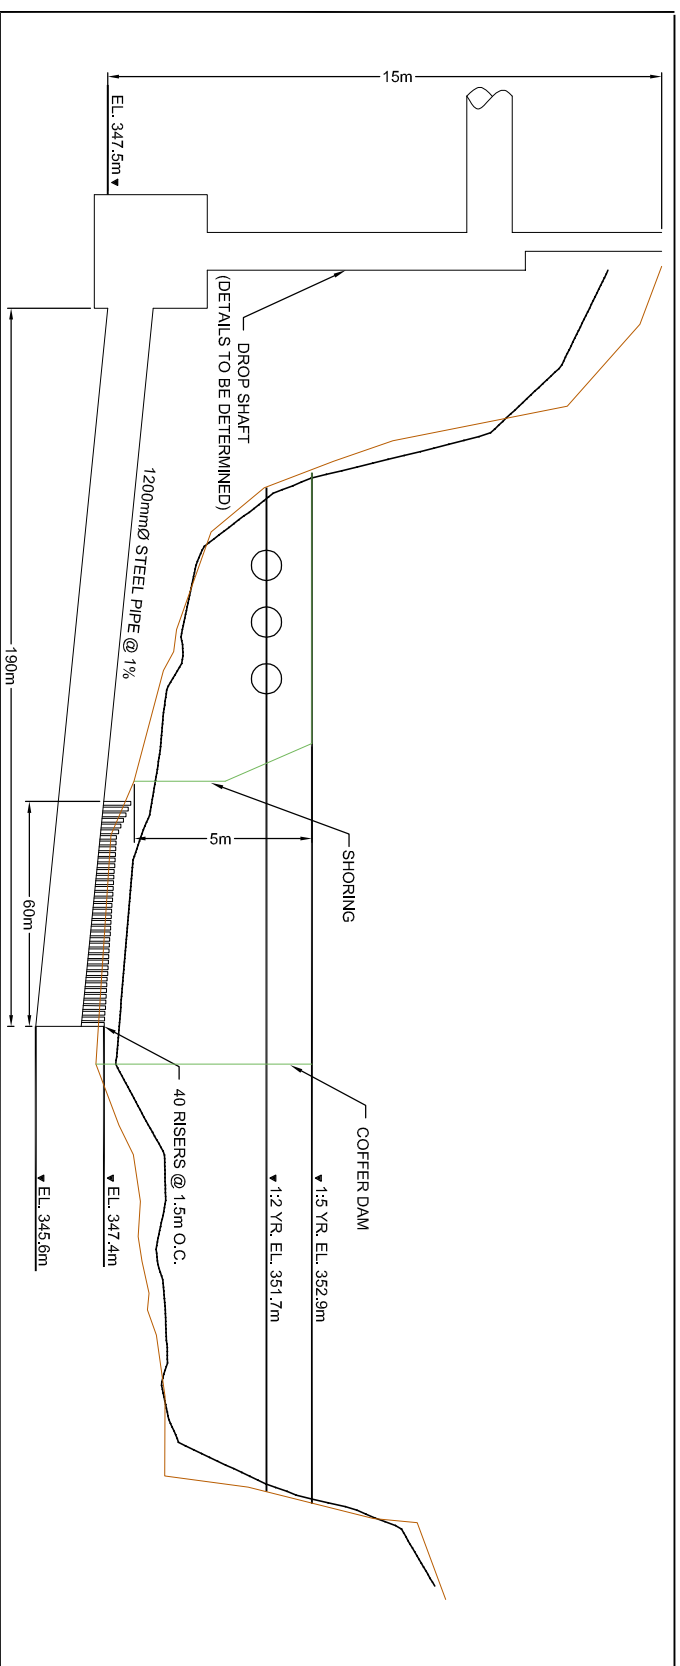 15m
EL. 347.5m
DROP SHAFT
(DETAILS TO BE DETERMINED)
1200mmØ STEEL PIPE @ 1%
190m
60m
5m
SHORING
COFFER DAM
40 RISERS @ 1.5m O.C.
1:5 YR. EL. 352.9m
1:2 YR. EL. 351.7m
EL. 347.4m
EL. 345.6m